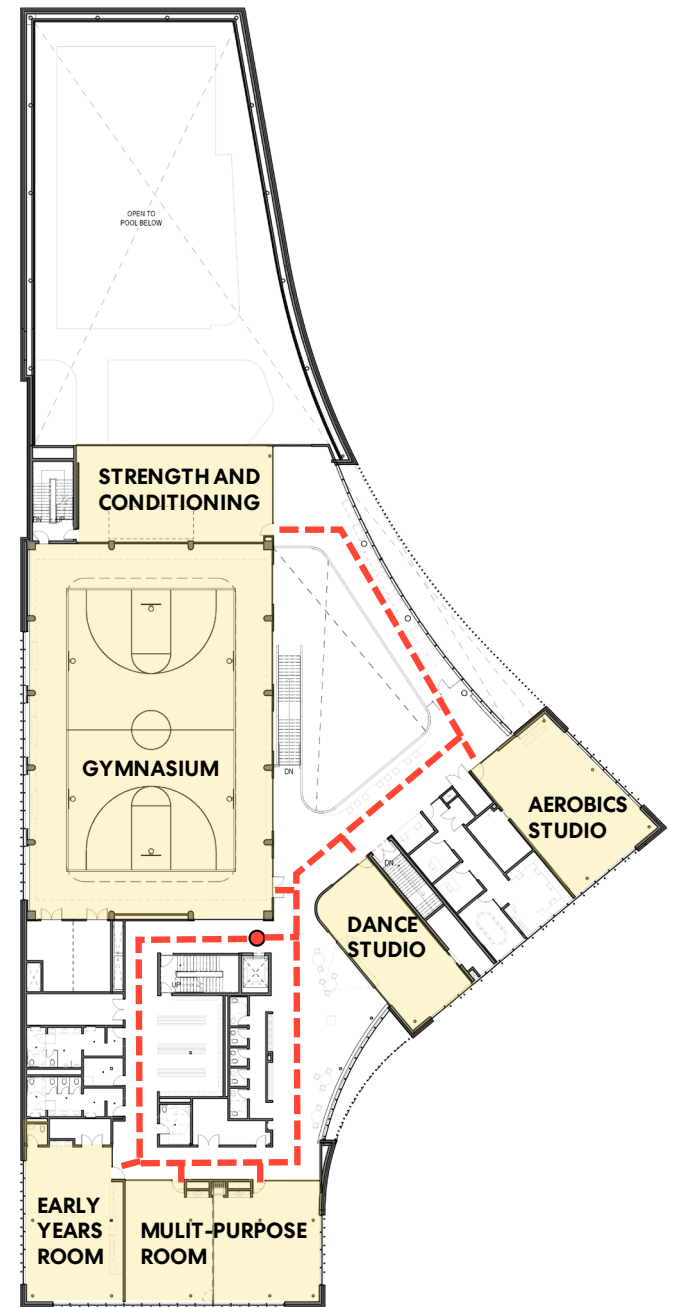 OPEN TO
POOL BELOW
STRENGTH AND
CONDITIONING
DN
UP
GYMNASIUM
DN
AEROBICS
STUDIO
DN
DANCE
STUDIO
UP
EARLY
YEARS
ROOM
MULIT-PURPOSE
ROOM